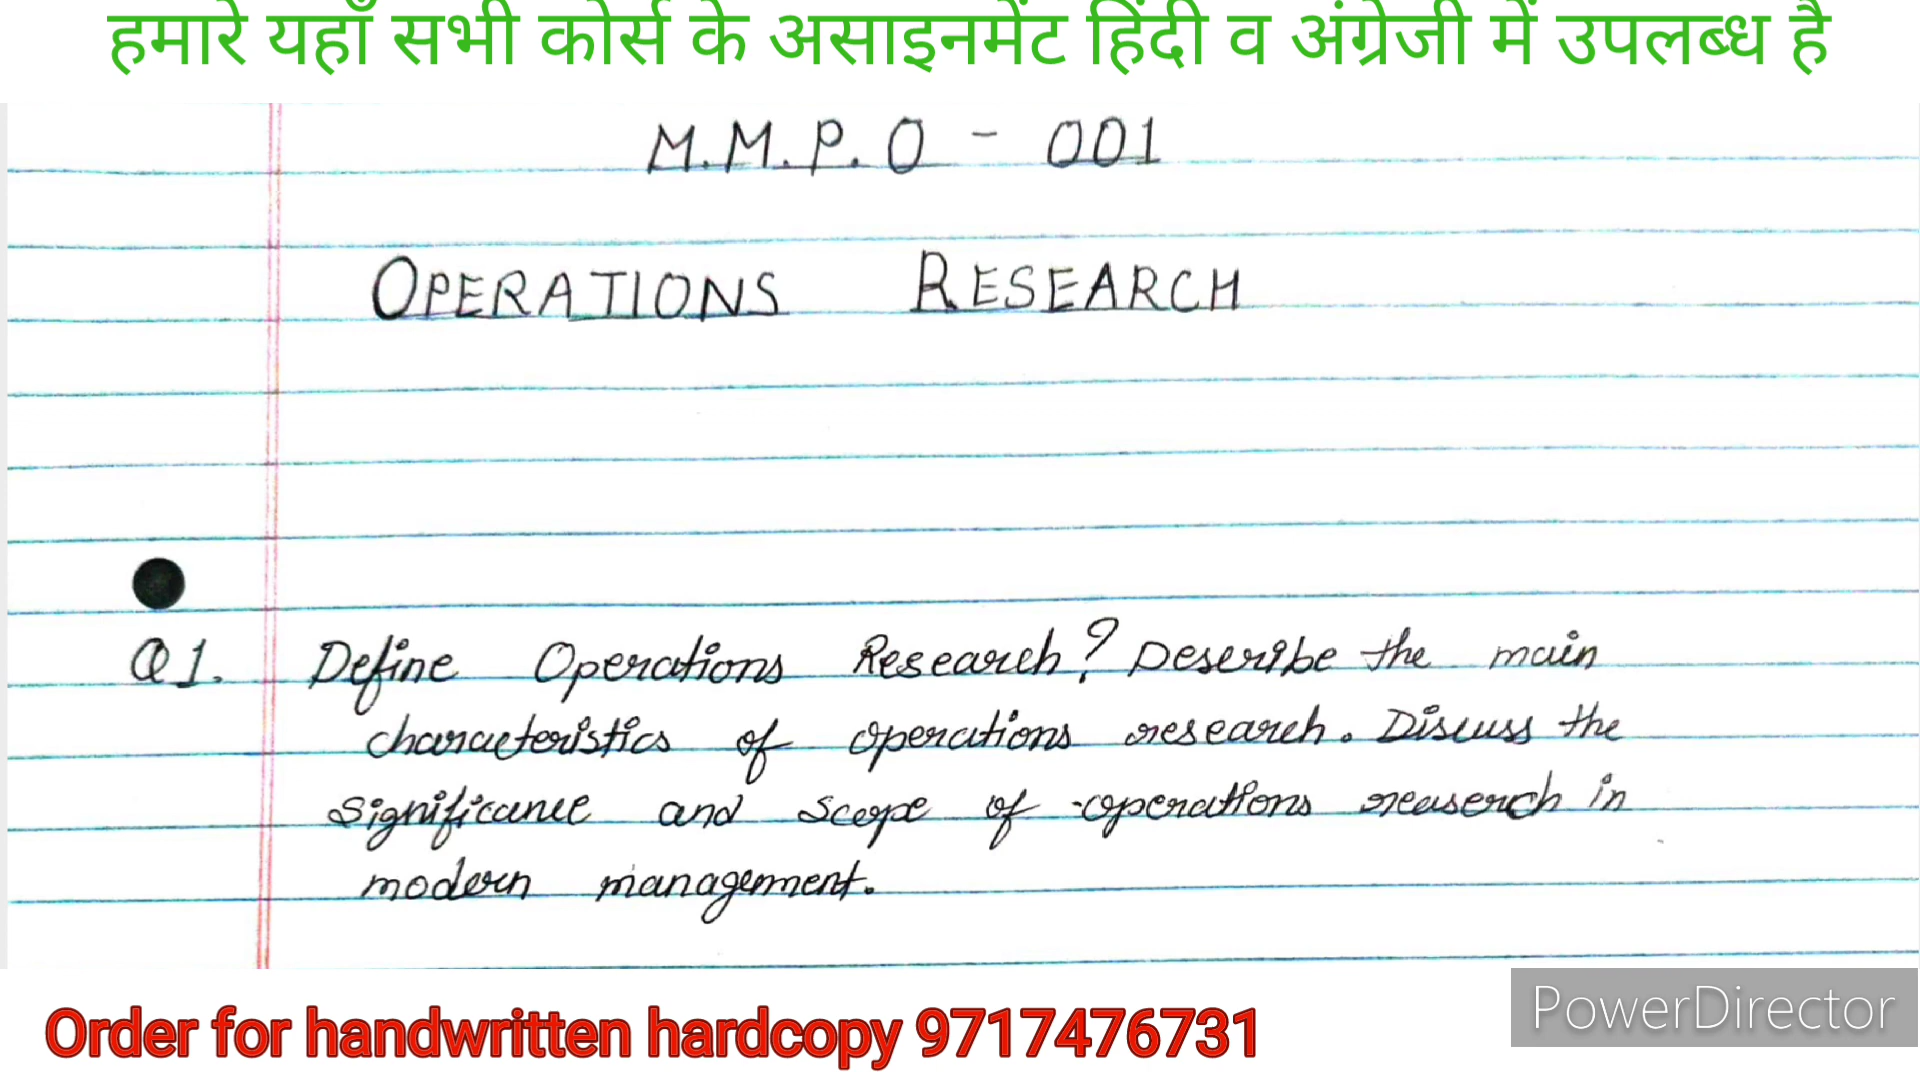 हमारे यहाँ सभी कोर्स के असाइनमेंट हिंदी व अंग्रेजी में उपलब्ध है
M.M.P.O - 001
OPERATIONS RESEARCH
Q1. Define Operations Research? Describe the main
characteristics of operations research. Discuss the
significance and scope of operations reaserch in
modern management.
PowerDirector
Order for handwritten hardcopy 9717476731